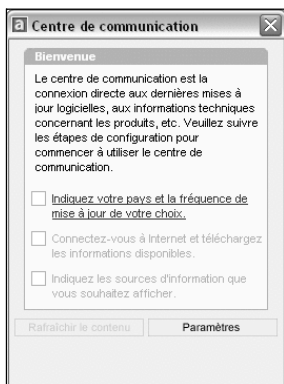 a Centre de communication
Bienvenue
Le centre de communication est la
connexion directe aux dernières mises à
jour logicielles, aux informations techniques
concernant les produits, etc. Veuillez suivre
les étapes de configuration pour
commencer à utiliser le centre de
communication.
Indiquez votre pays et la fréquence de
mise à jour de votre choix.
Connectez-vous à Internet et téléchargez
les informations disponibles.
Indiquez les sources d'information que
vous souhaitez afficher.
Rafraîchir le contenu Paramètres